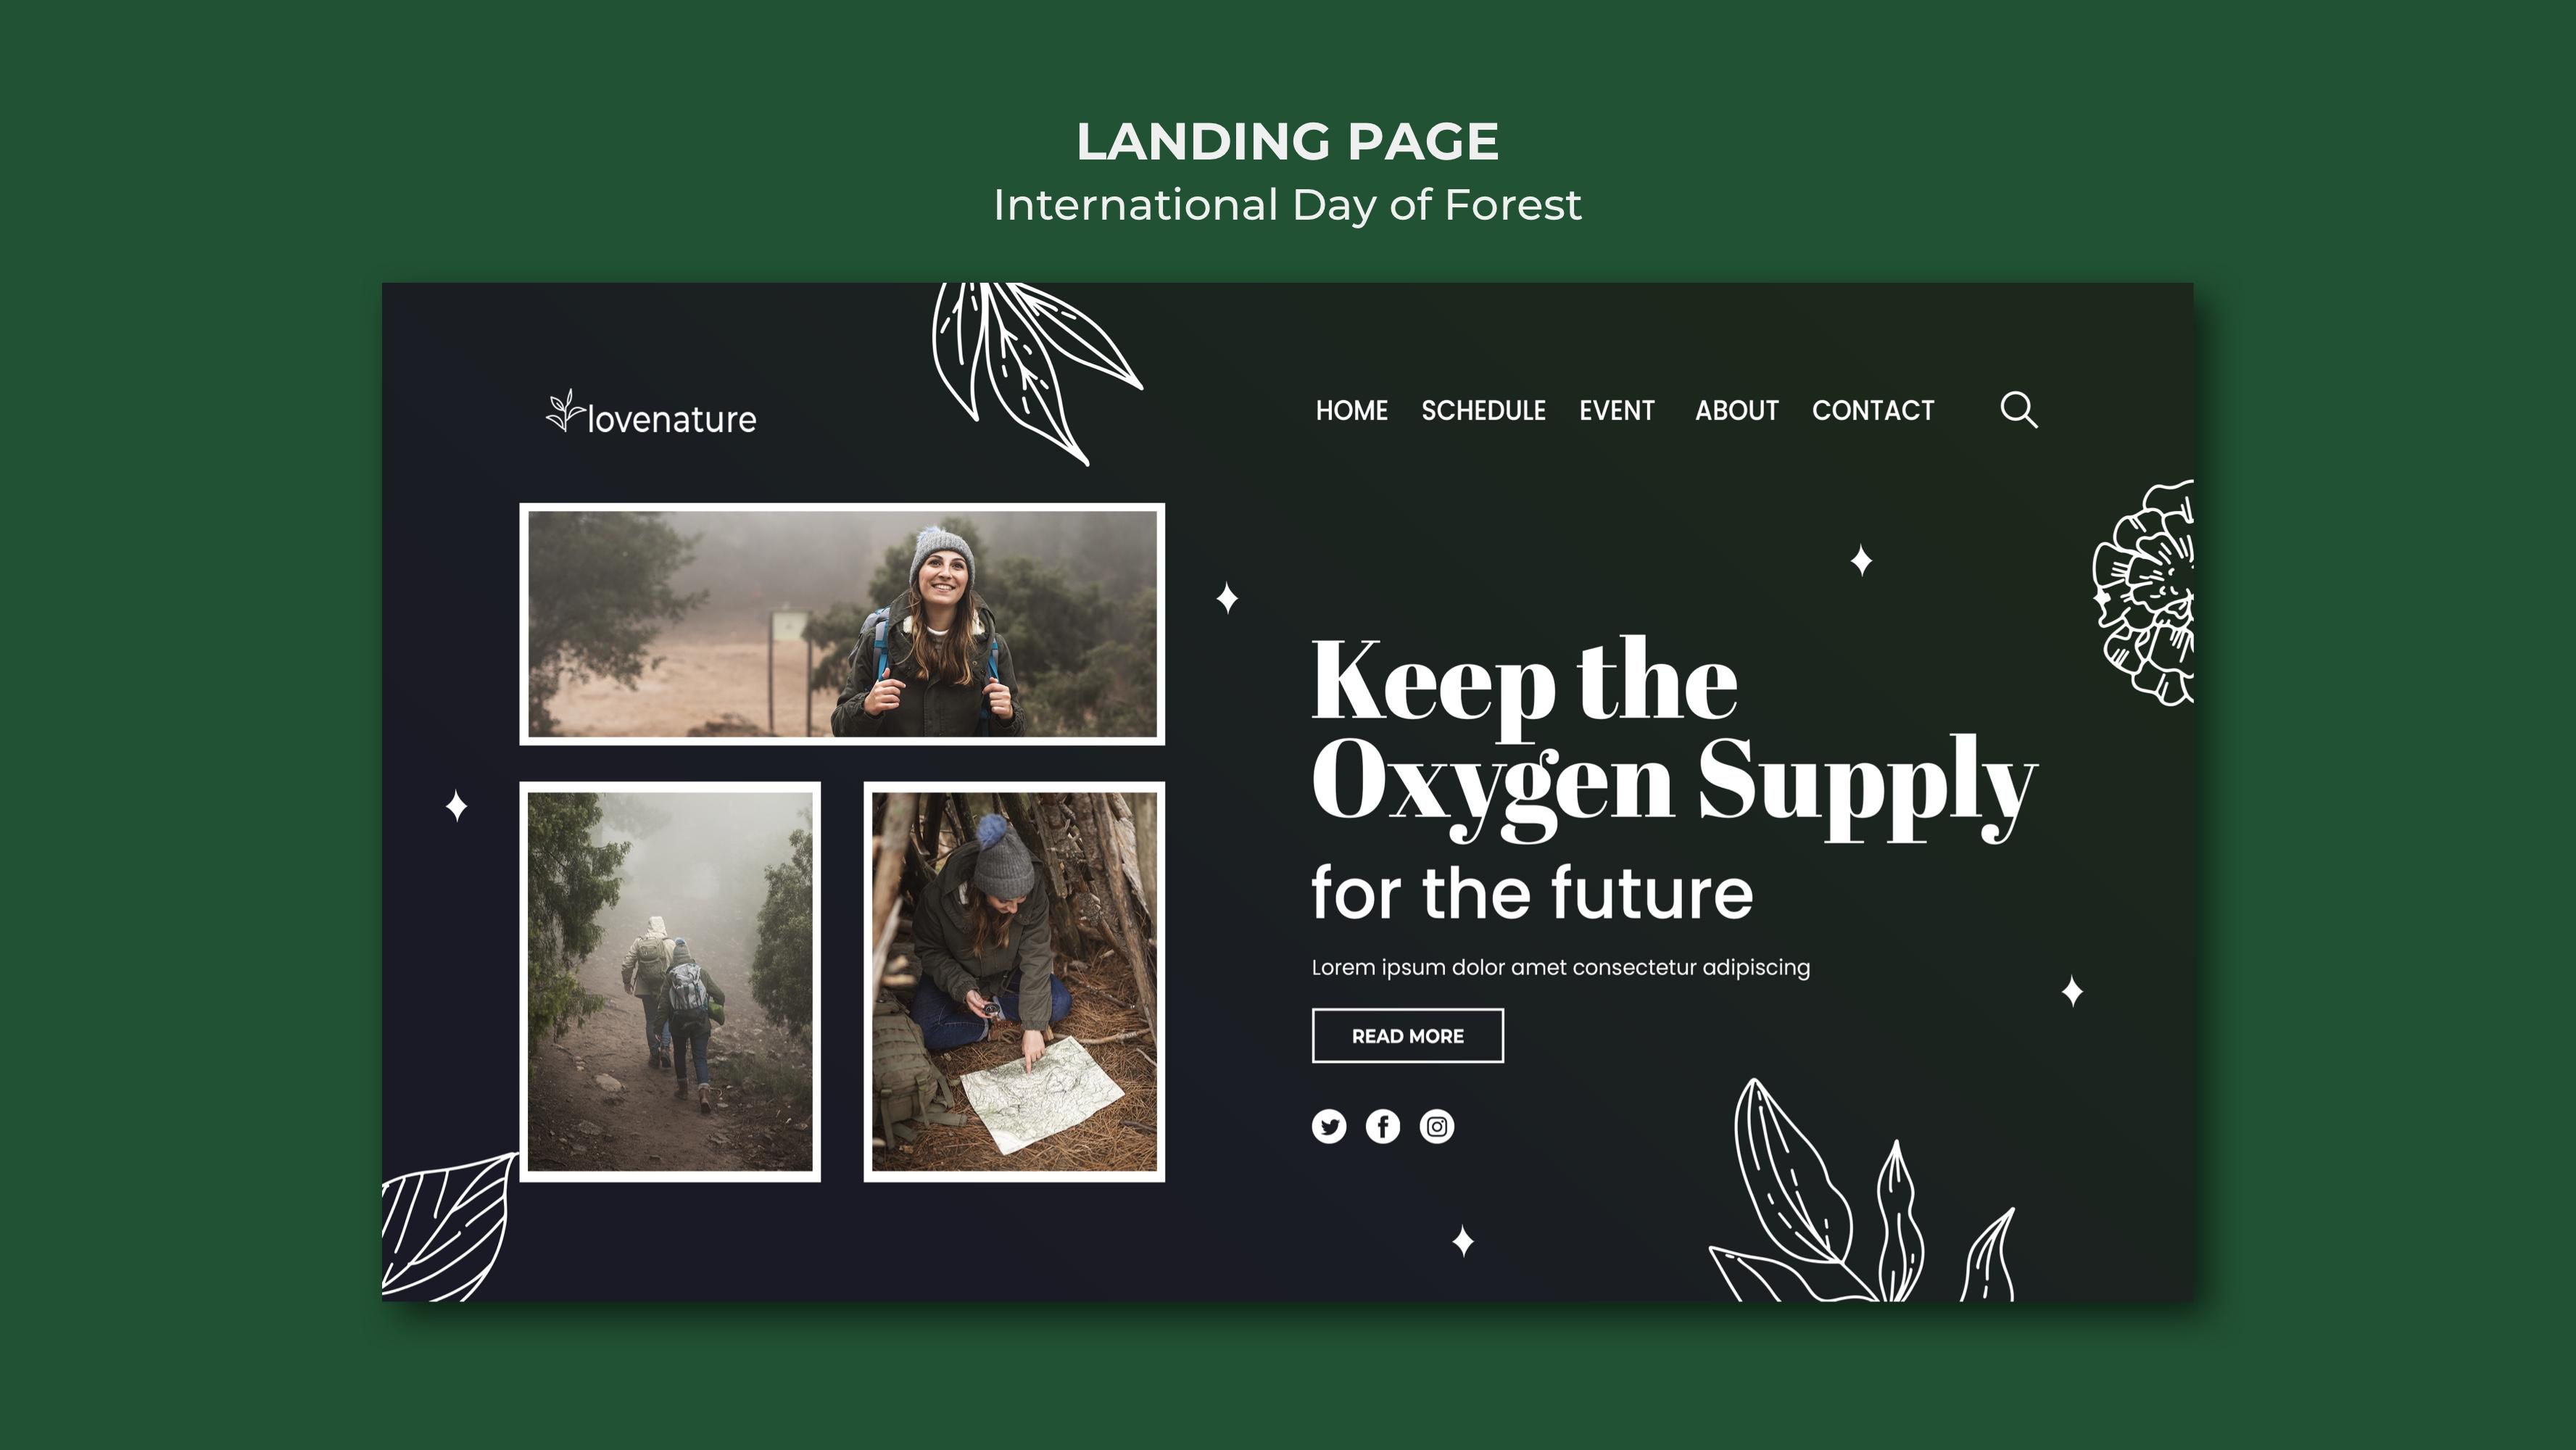 LANDING PAGE
International Day of Forest
lovenature
HOME SCHEDULE EVENT ABOUT CONTACT
Keep the
Oxygen Supply
for the future
Lorem ipsum dolor amet consectetur adipiscing
READ MORE